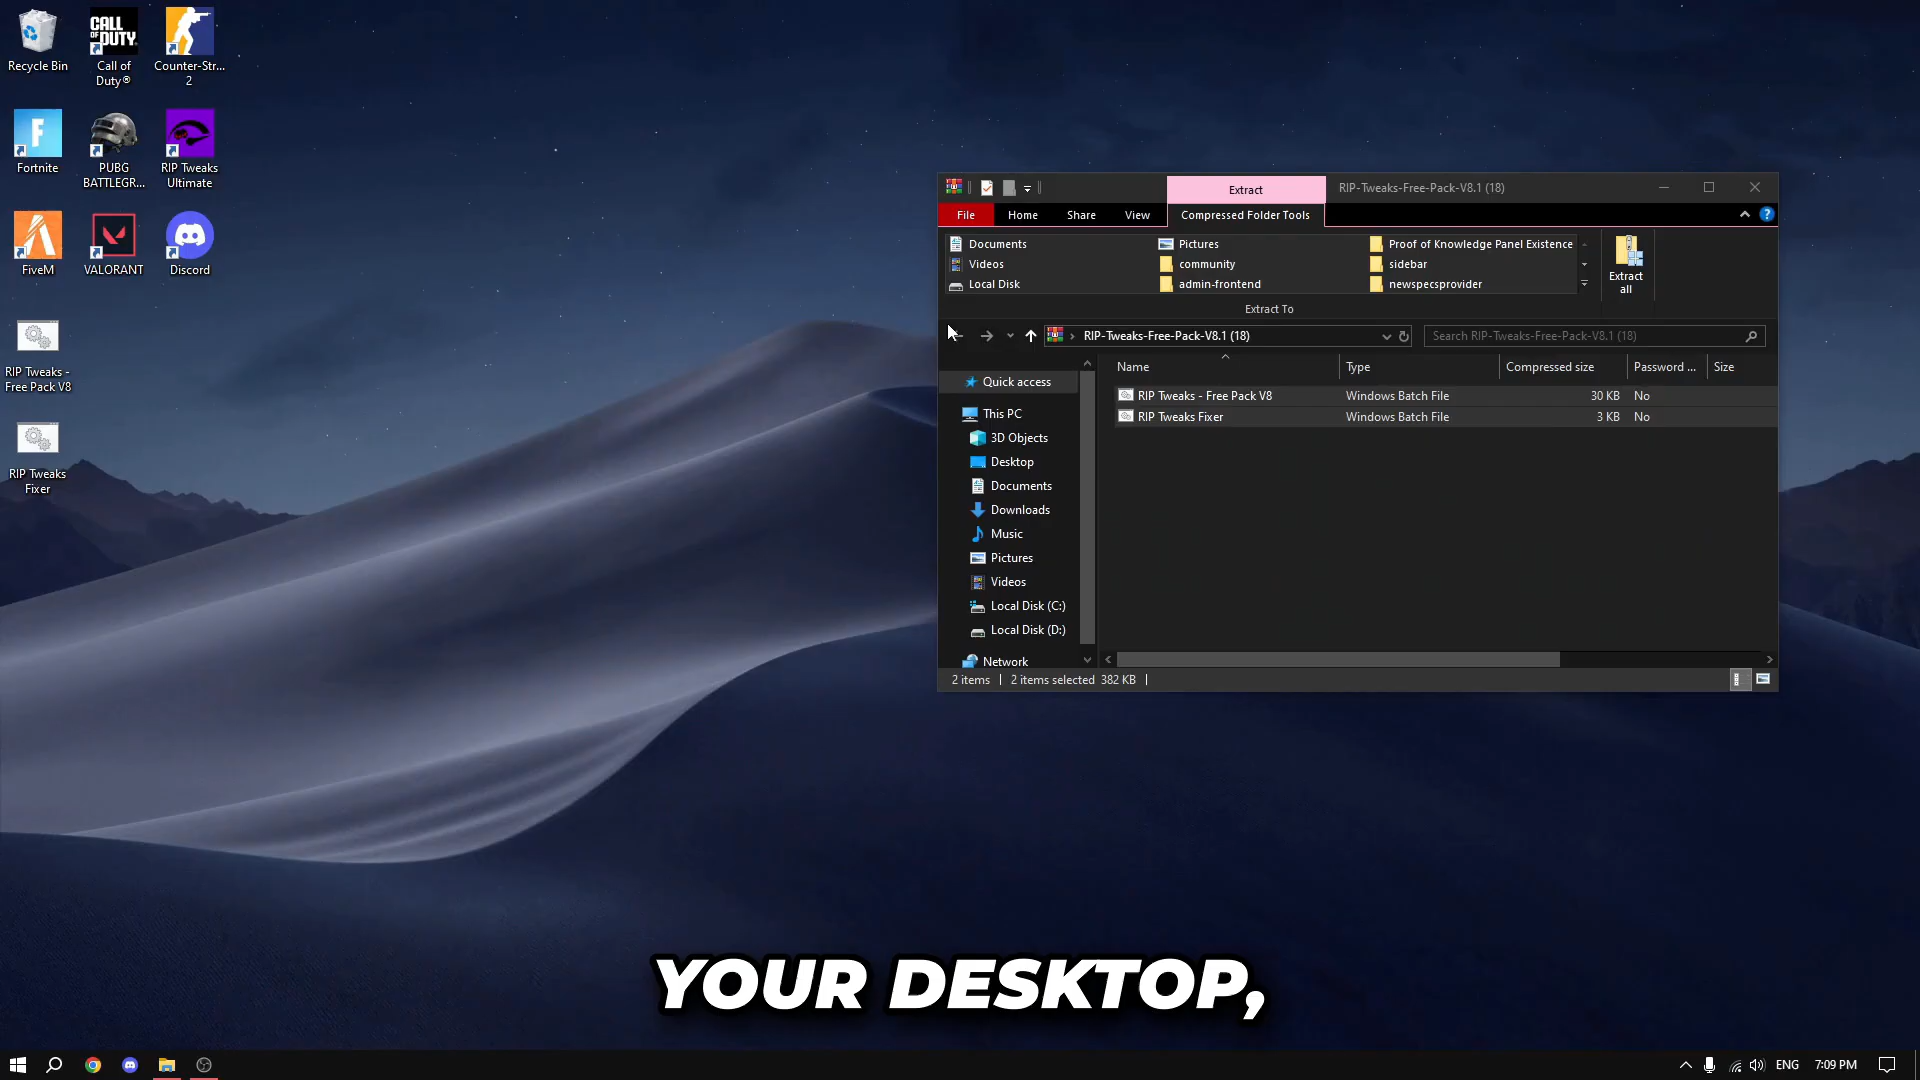 Recycle Bin
CALL OF DUTY
Call of
Duty®
Counter-Str...
2
Fortnite
PUBG
BATTLEGR...
RIP Tweaks
Ultimate
FiveM
VALORANT
Discord
RIP Tweaks -
Free Pack V8
RIP Tweaks
Fixer
Extract
RIP-Tweaks-Free-Pack-V8.1 (18)
File
Home
Share
View
Compressed Folder Tools
Documents
Pictures
Proof of Knowledge Panel Existence
Videos
community
sidebar
Local Disk
admin-frontend
newspecsprovider
Extract
all
Extract To
RIP-Tweaks-Free-Pack-V8.1 (18)
Search RIP-Tweaks-Free-Pack-V8.1 (18)
Name
Type
Compressed size
Password ...
Size
RIP Tweaks - Free Pack V8
Windows Batch File
30 KB
No
RIP Tweaks Fixer
Windows Batch File
3 KB
No
Quick access
This PC
3D Objects
Desktop
Documents
Downloads
Music
Pictures
Videos
Local Disk (C:)
Local Disk (D:)
Network
2 items
2 items selected 382 KB
YOUR DESKTOP,
ENG
7:09 PM